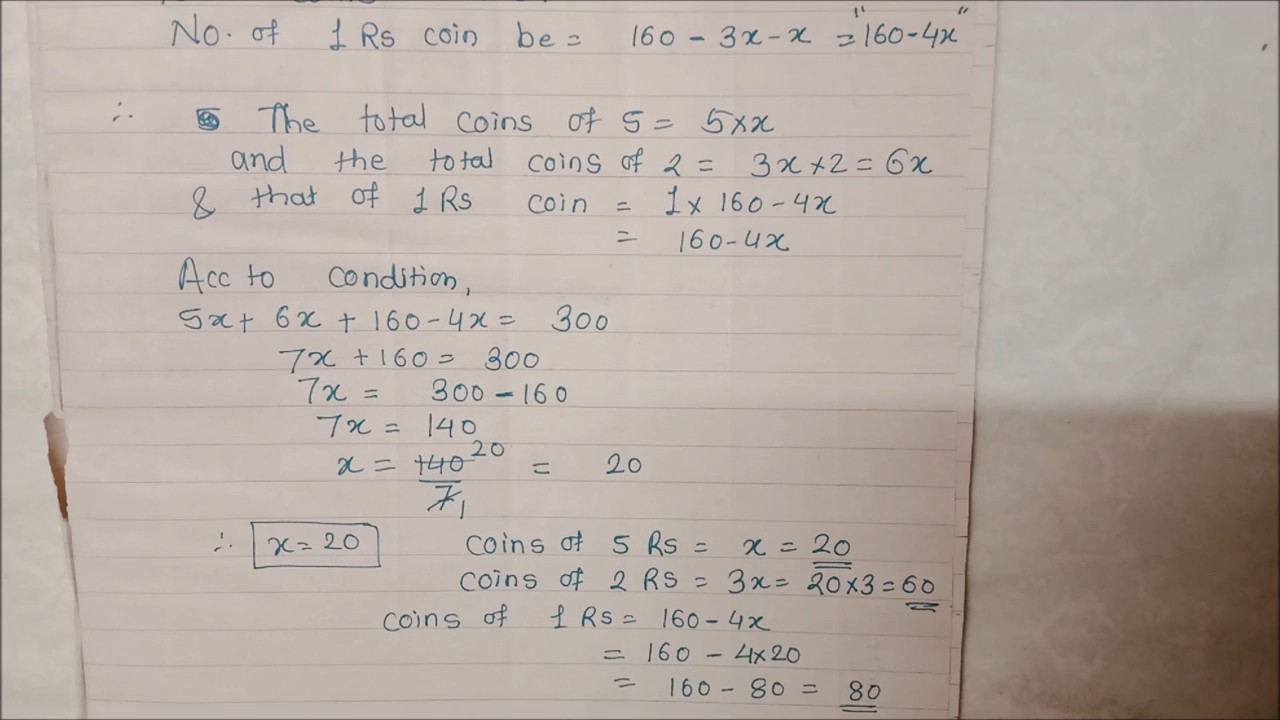 No. of 1 Rs coin be = 160 - 3x - x = "160-4x"
∴ The total coins of 5 = 5×x
and the total coins of 2 = 3x×2 = 6x
& that of 1 Rs coin = 1× 160-4x
= 160-4x
Acc to condition,
5x+ 6x + 160-4x = 300
7x +160 = 300
7x = 300-160
7x = 140
x = 140/7 20/1 = 20
∴ x=20 coins of 5 Rs = x = 20
coins of 2 Rs = 3x = 20×3 = 60
coins of 1 Rs = 160-4x
= 160 - 4×20
= 160-80 = 80